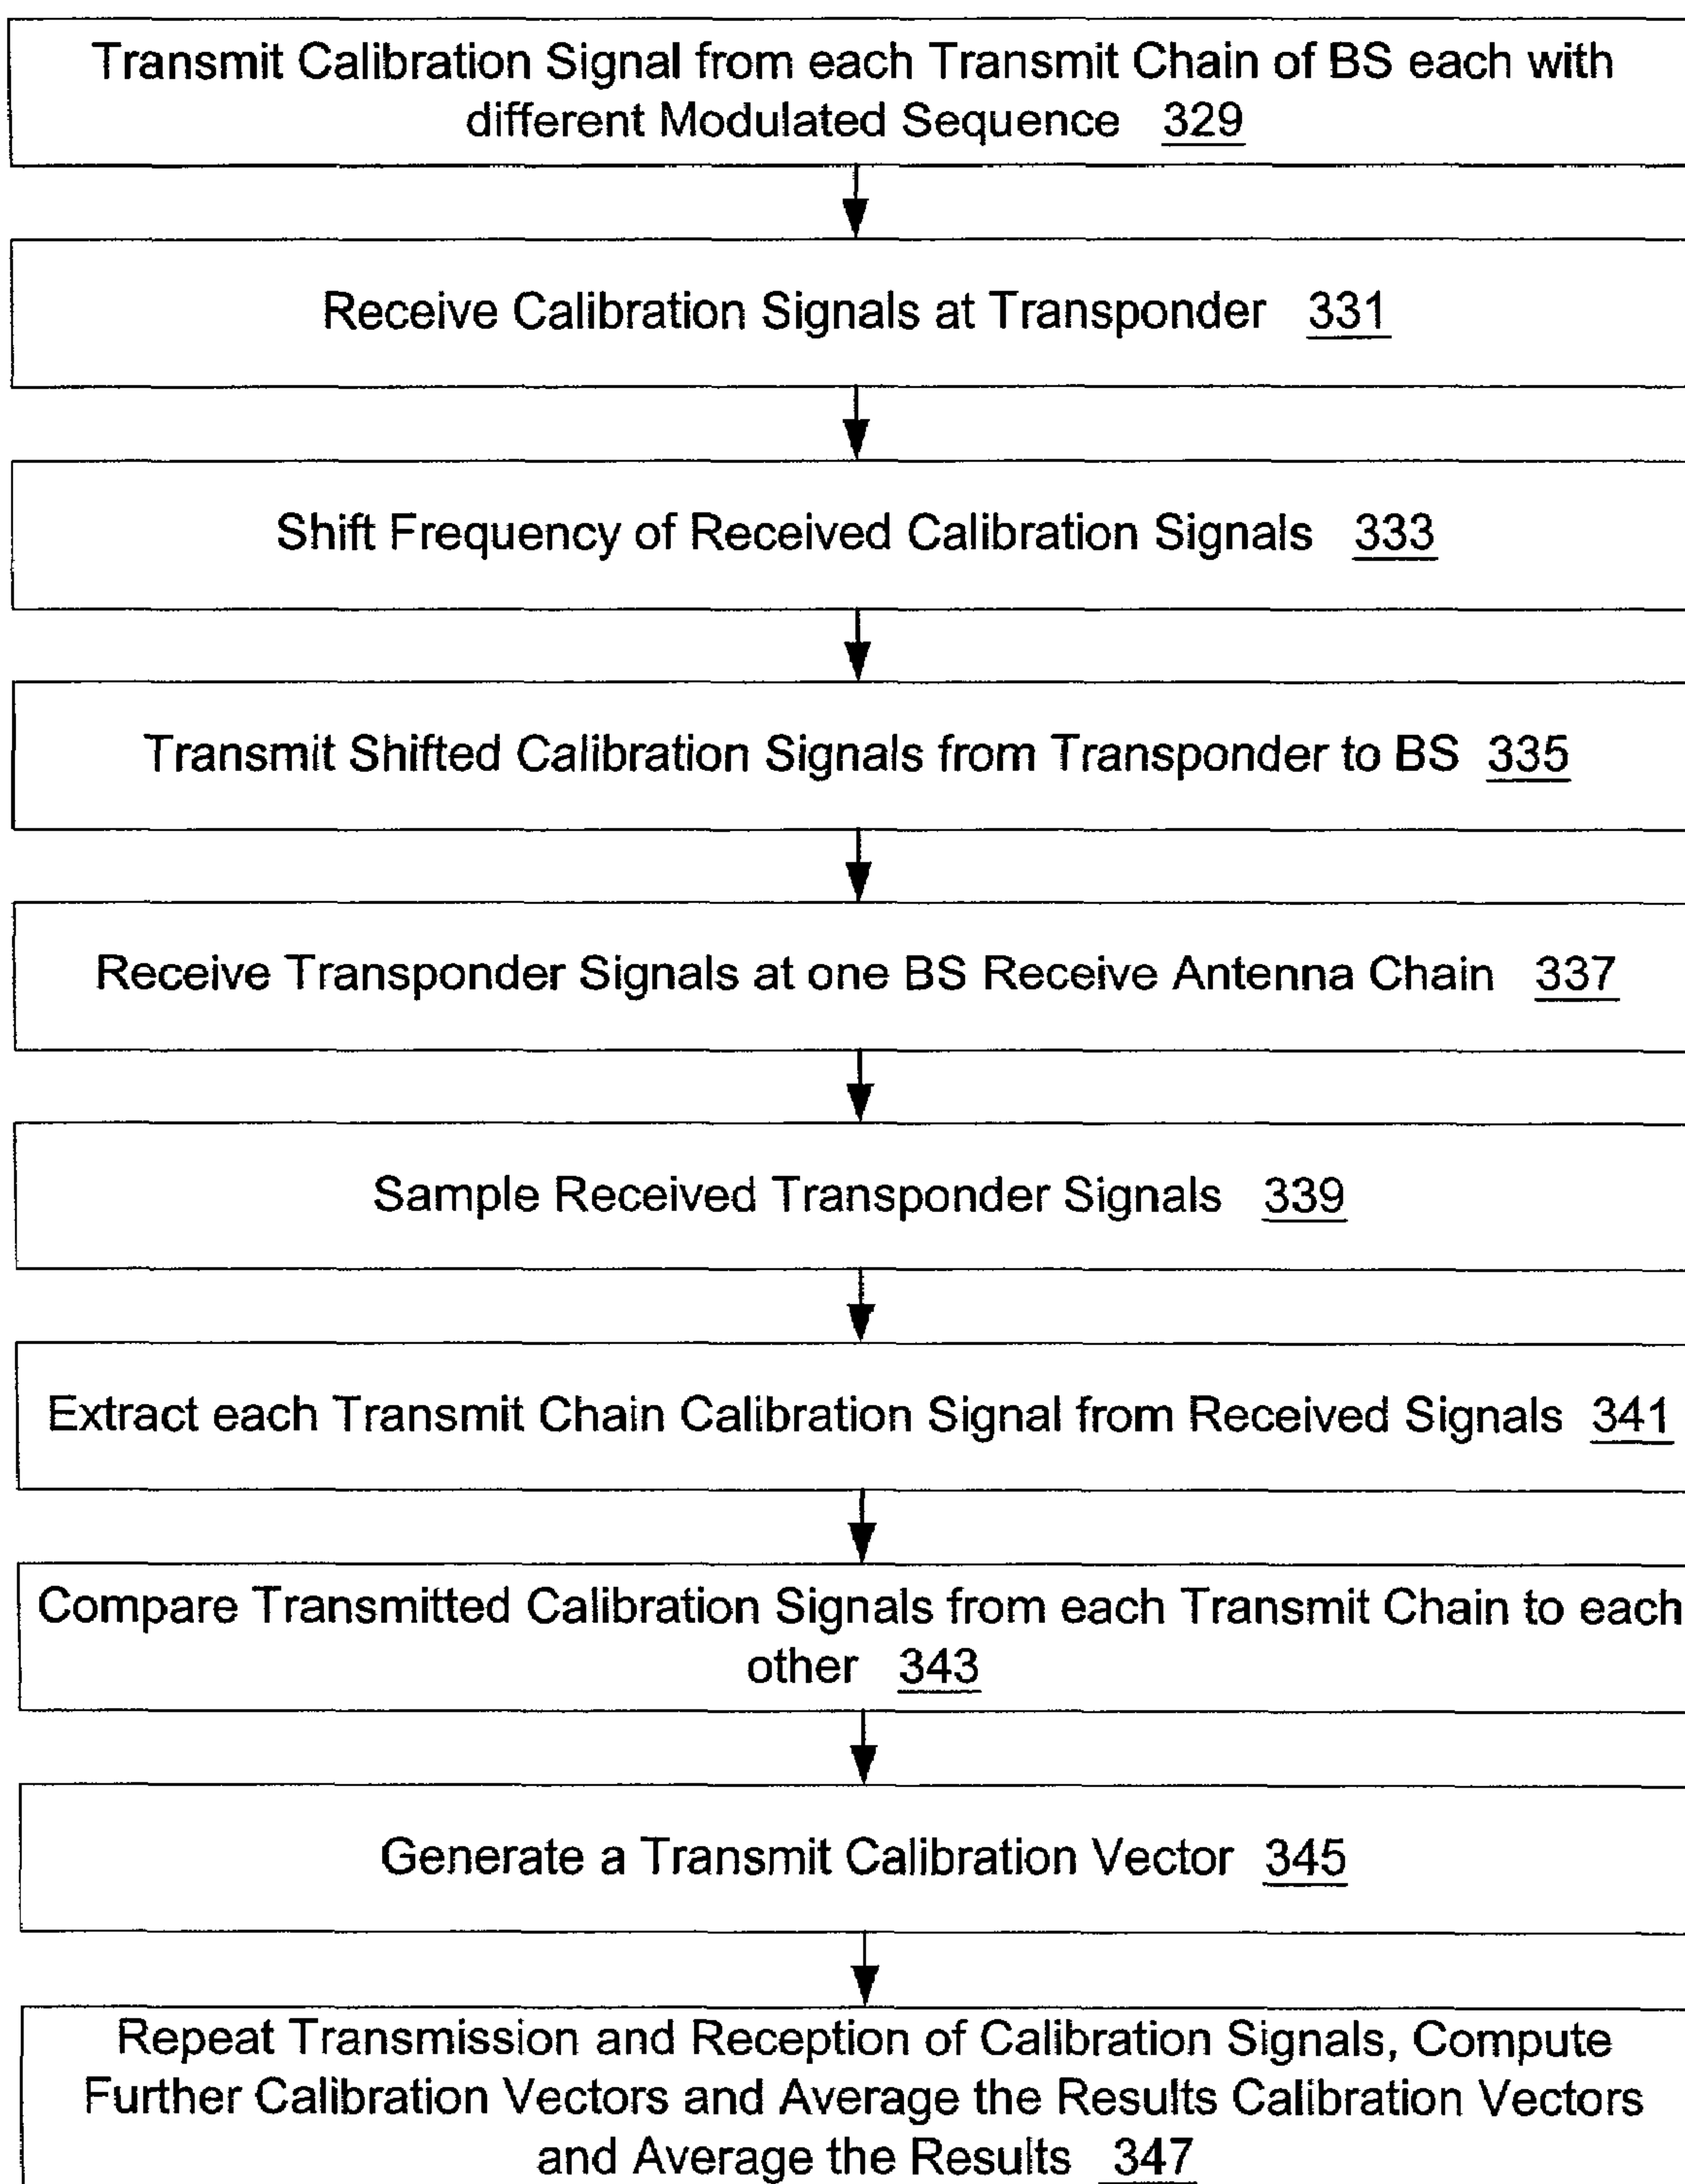 Transmit Calibration Signal from each Transmit Chain of BS each with
different Modulated Sequence 329
Receive Calibration Signals at Transponder 331
Shift Frequency of Received Calibration Signals 333
Transmit Shifted Calibration Signals from Transponder to BS 335
Receive Transponder Signals at one BS Receive Antenna Chain 337
Sample Received Transponder Signals 339
Extract each Transmit Chain Calibration Signal from Received Signals 341
Compare Transmitted Calibration Signals from each Transmit Chain to each
other 343
Generate a Transmit Calibration Vector 345
Repeat Transmission and Reception of Calibration Signals, Compute
Further Calibration Vectors and Average the Results Calibration Vectors
and Average the Results 347